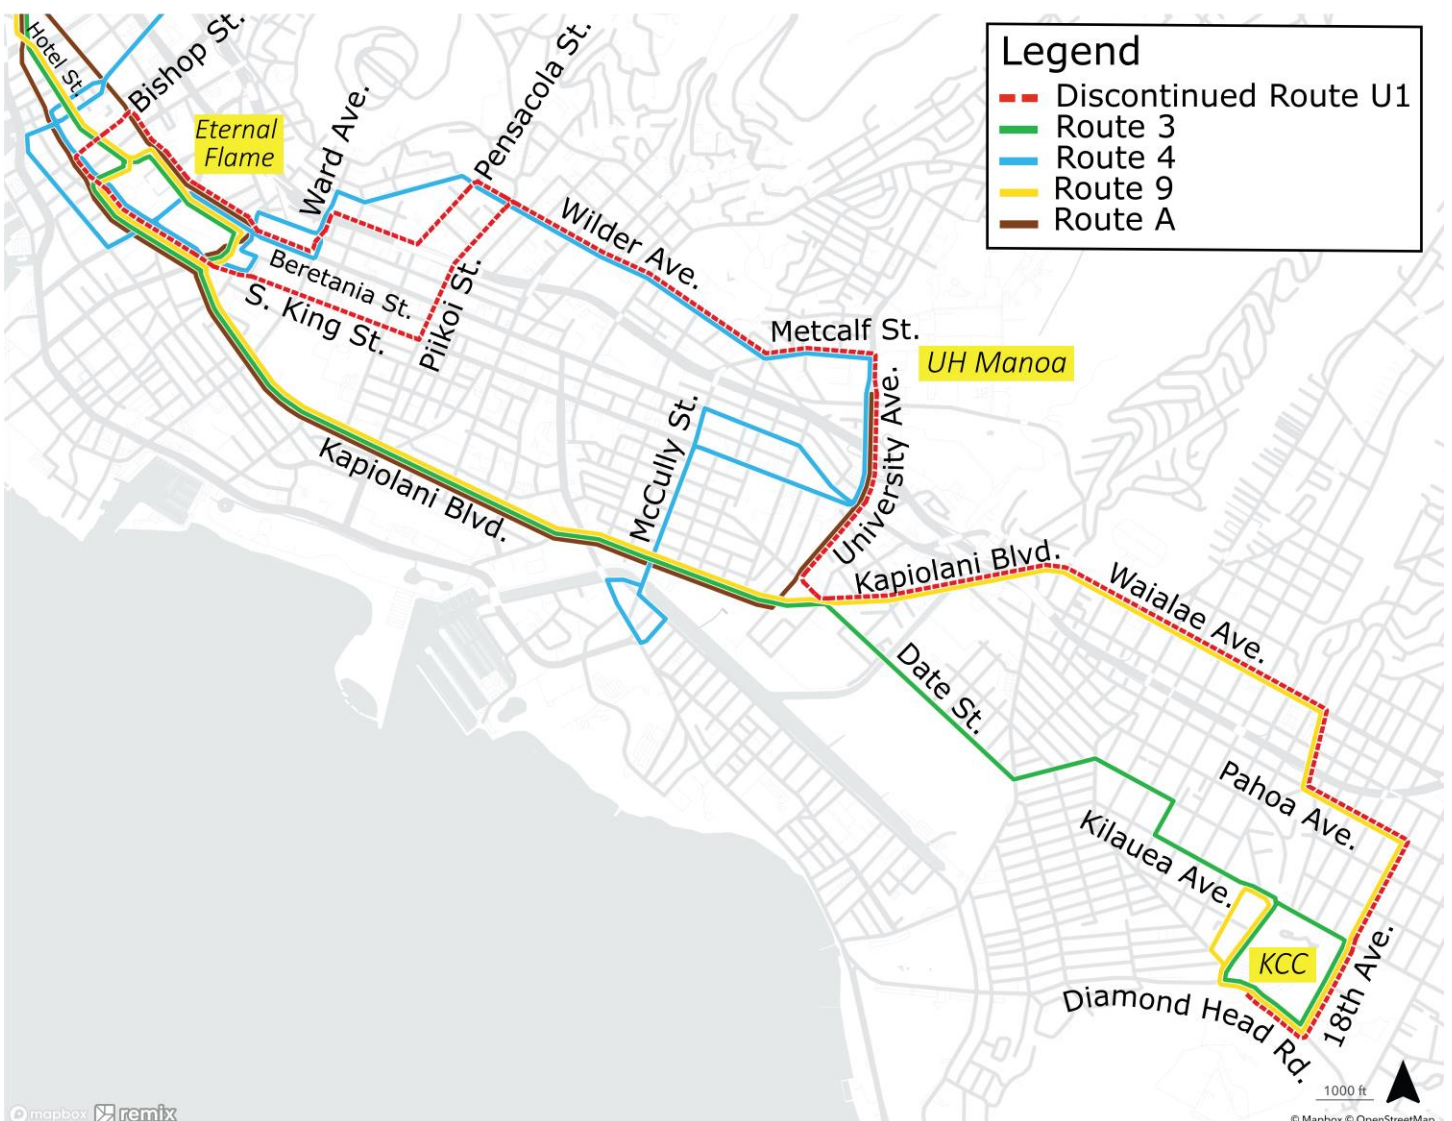 Legend
Discontinued Route U1
Route 3
Route 4
Route 9
Route A
Hotel St.
Bishop St.
Eternal
Flame
Ward Ave.
Pensacola St.
Wilder Ave.
Beretania St.
S. King St.
Piikoi St.
Metcalf St.
UH Manoa
University Ave.
McCully St.
Kapiolani Blvd.
Kapiolani Blvd.
Waialae Ave.
Date St.
Pahoa Ave.
Kilauea Ave.
KCC
18th Ave.
Diamond Head Rd.
1000 ft
mapbox remix
© Mapbox © OpenStreetMap